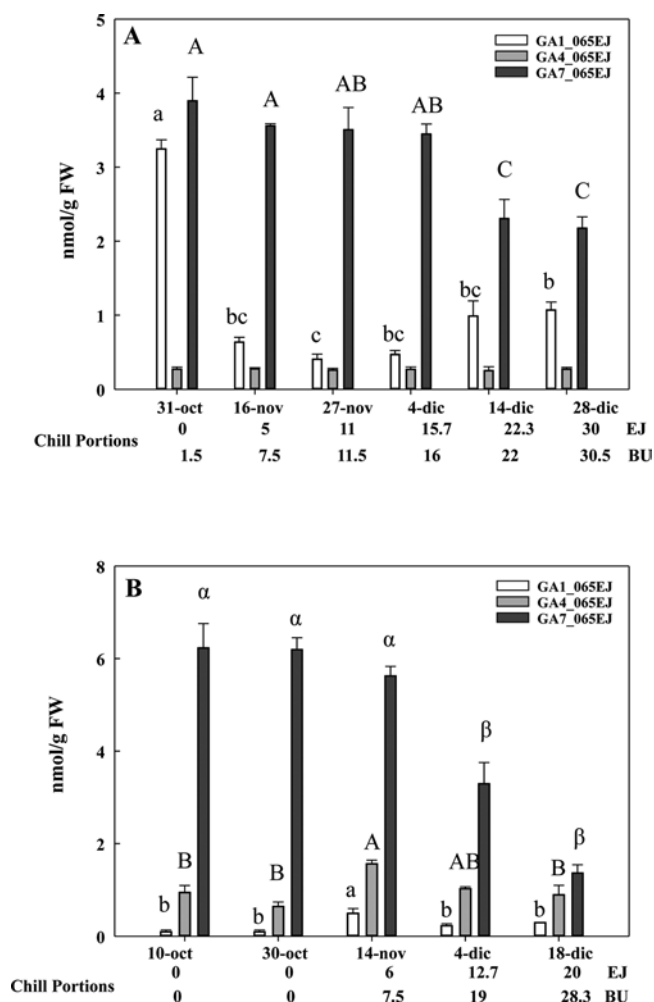 A
GA1_065EJ
GA4_065EJ
GA7_065EJ
5
4
3
2
1
0
nmol/g FW
a A
bc A
c AB
bc AB
bc C
b C
31-oct 16-nov 27-nov 4-dic 14-dic 28-dic
Chill Portions
0 5 11 15.7 22.3 30 EJ
1.5 7.5 11.5 16 22 30.5 BU
B
GA1_065EJ
GA4_065EJ
GA7_065EJ
8
6
4
2
0
nmol/g FW
b B α
b B α
a A α
b AB β
b B β
10-oct 30-oct 14-nov 4-dic 18-dic
Chill Portions
0 0 6 12.7 20 EJ
0 0 7.5 19 28.3 BU